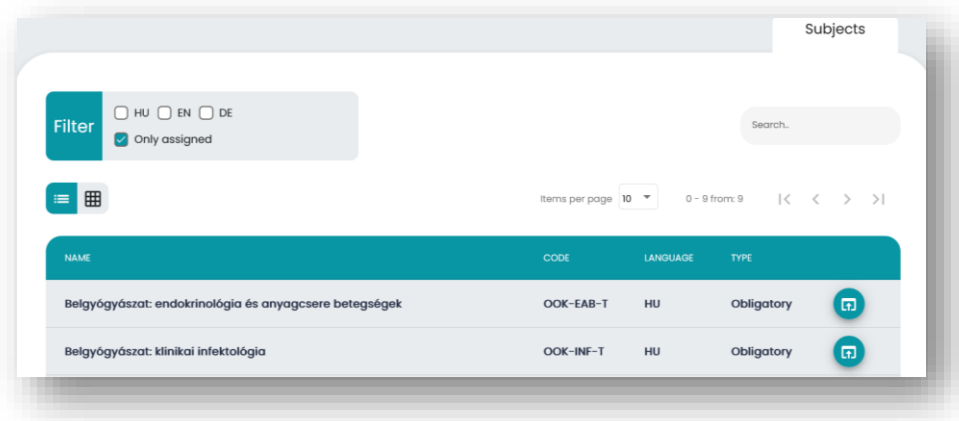 Subjects
Filter
HU EN DE
Only assigned
Search..
Items per page 10 0 - 9 from: 9
NAME CODE LANGUAGE TYPE
Belgyógyászat: endokrinológia és anyagcsere betegségek OOK-EAB-T HU Obligatory
Belgyógyászat: klinikai infektológia OOK-INF-T HU Obligatory